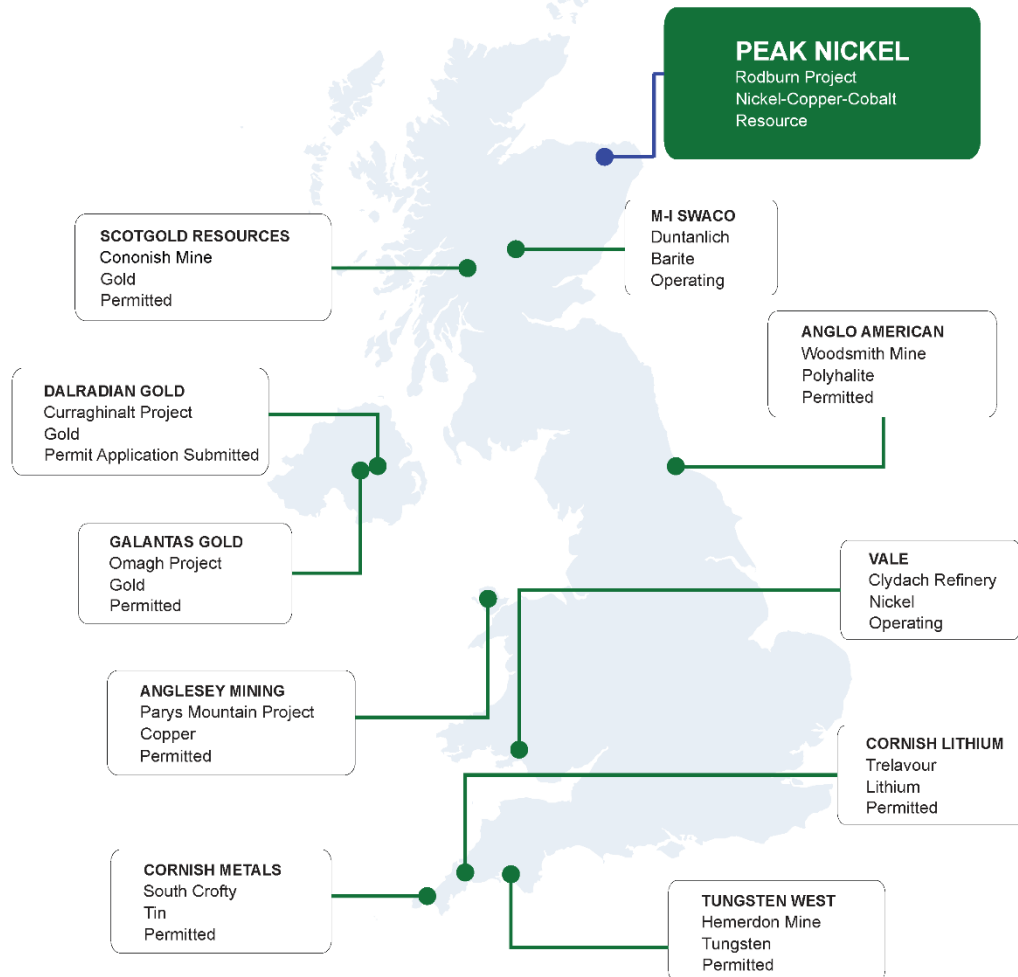 PEAK NICKEL
Rodburn Project
Nickel-Copper-Cobalt
Resource
M-I SWACO
Duntanlich
Barite
Operating
SCOTGOLD RESOURCES
Cononish Mine
Gold
Permitted
ANGLO AMERICAN
Woodsmith Mine
Polyhalite
Permitted
DALRADIAN GOLD
Curraghinalt Project
Gold
Permit Application Submitted
GALANTAS GOLD
Omagh Project
Gold
Permitted
VALE
Clydach Refinery
Nickel
Operating
ANGLESEY MINING
Parys Mountain Project
Copper
Permitted
CORNISH LITHIUM
Trelavour
Lithium
Permitted
CORNISH METALS
South Crofty
Tin
Permitted
TUNGSTEN WEST
Hemerdon Mine
Tungsten
Permitted